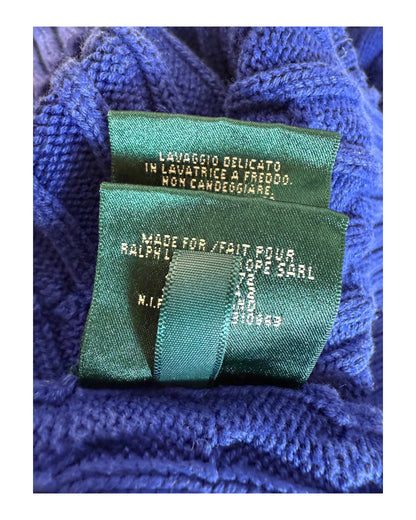 LAVAGGIO DELICATO
IN LAVATRICE A FREDDO.
NON CANDEGGIARE.
MADE FOR / FAIT POUR
RALPH L OPE SARL
N.I.F